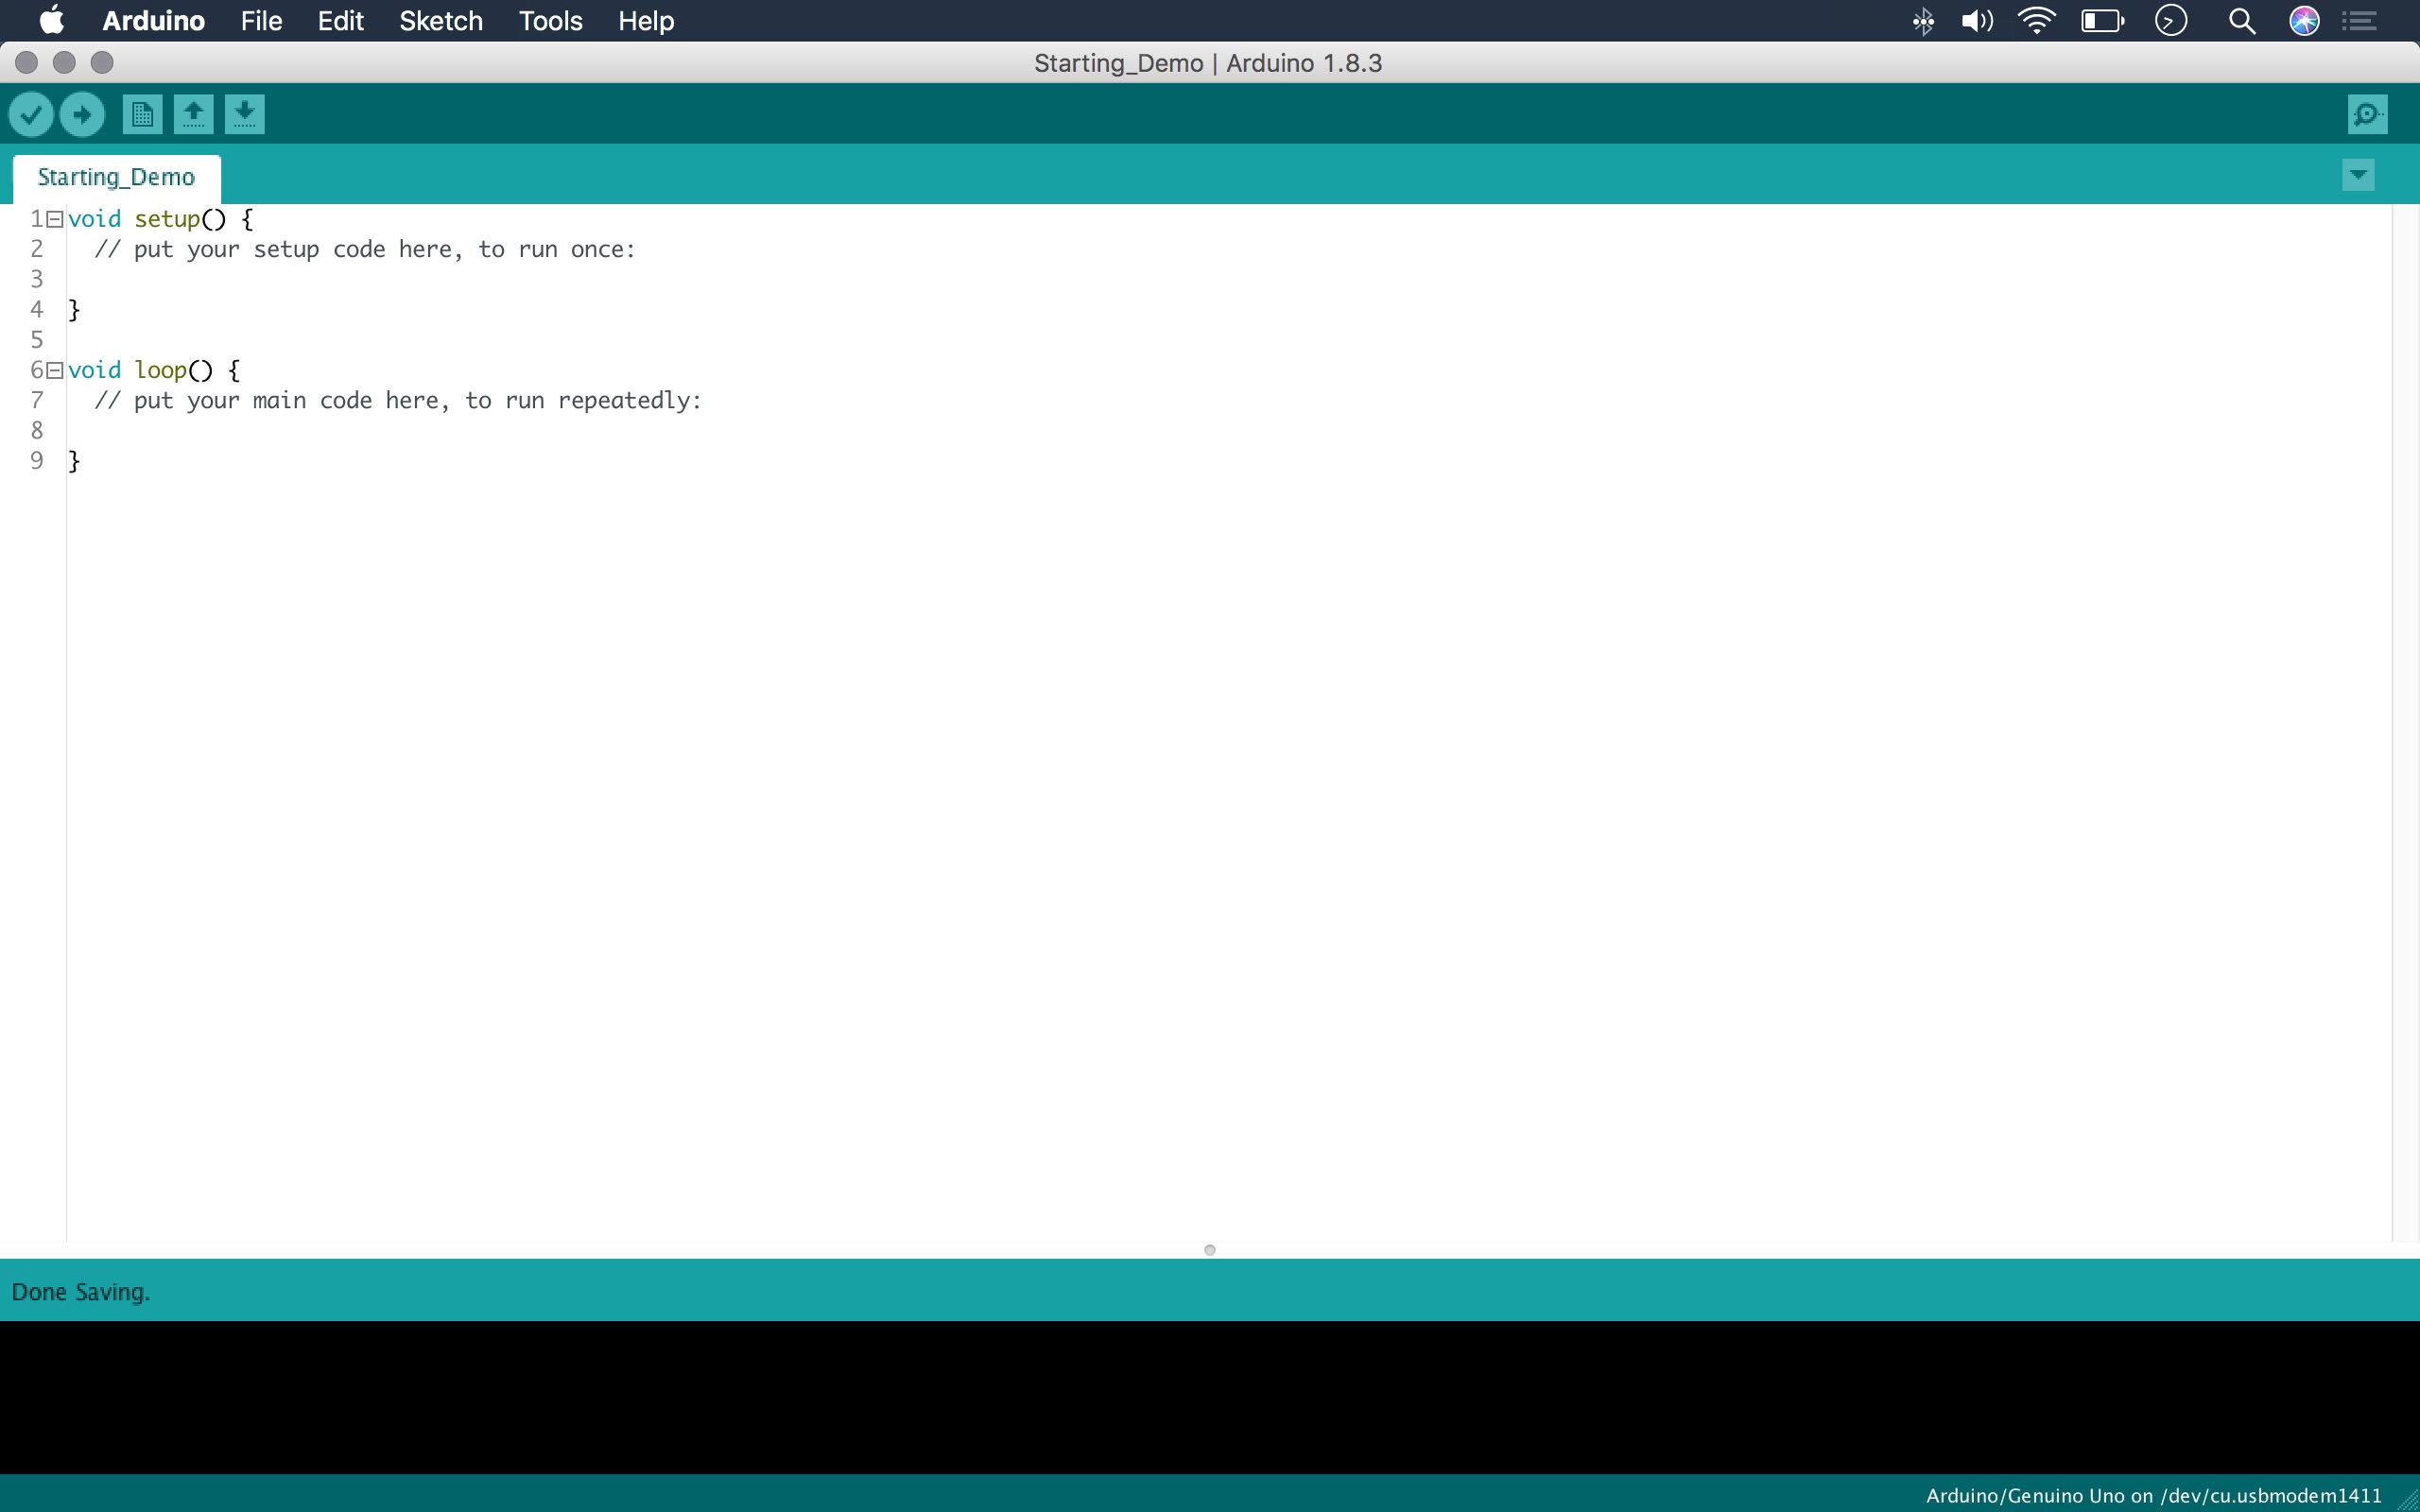 Arduino File Edit Sketch Tools Help
Starting_Demo | Arduino 1.8.3
Starting_Demo
1 void setup() {
2   // put your setup code here, to run once:
3
4 }
5
6 void loop() {
7   // put your main code here, to run repeatedly:
8
9 }
Done Saving.
Arduino/Genuino Uno on /dev/cu.usbmodem1411